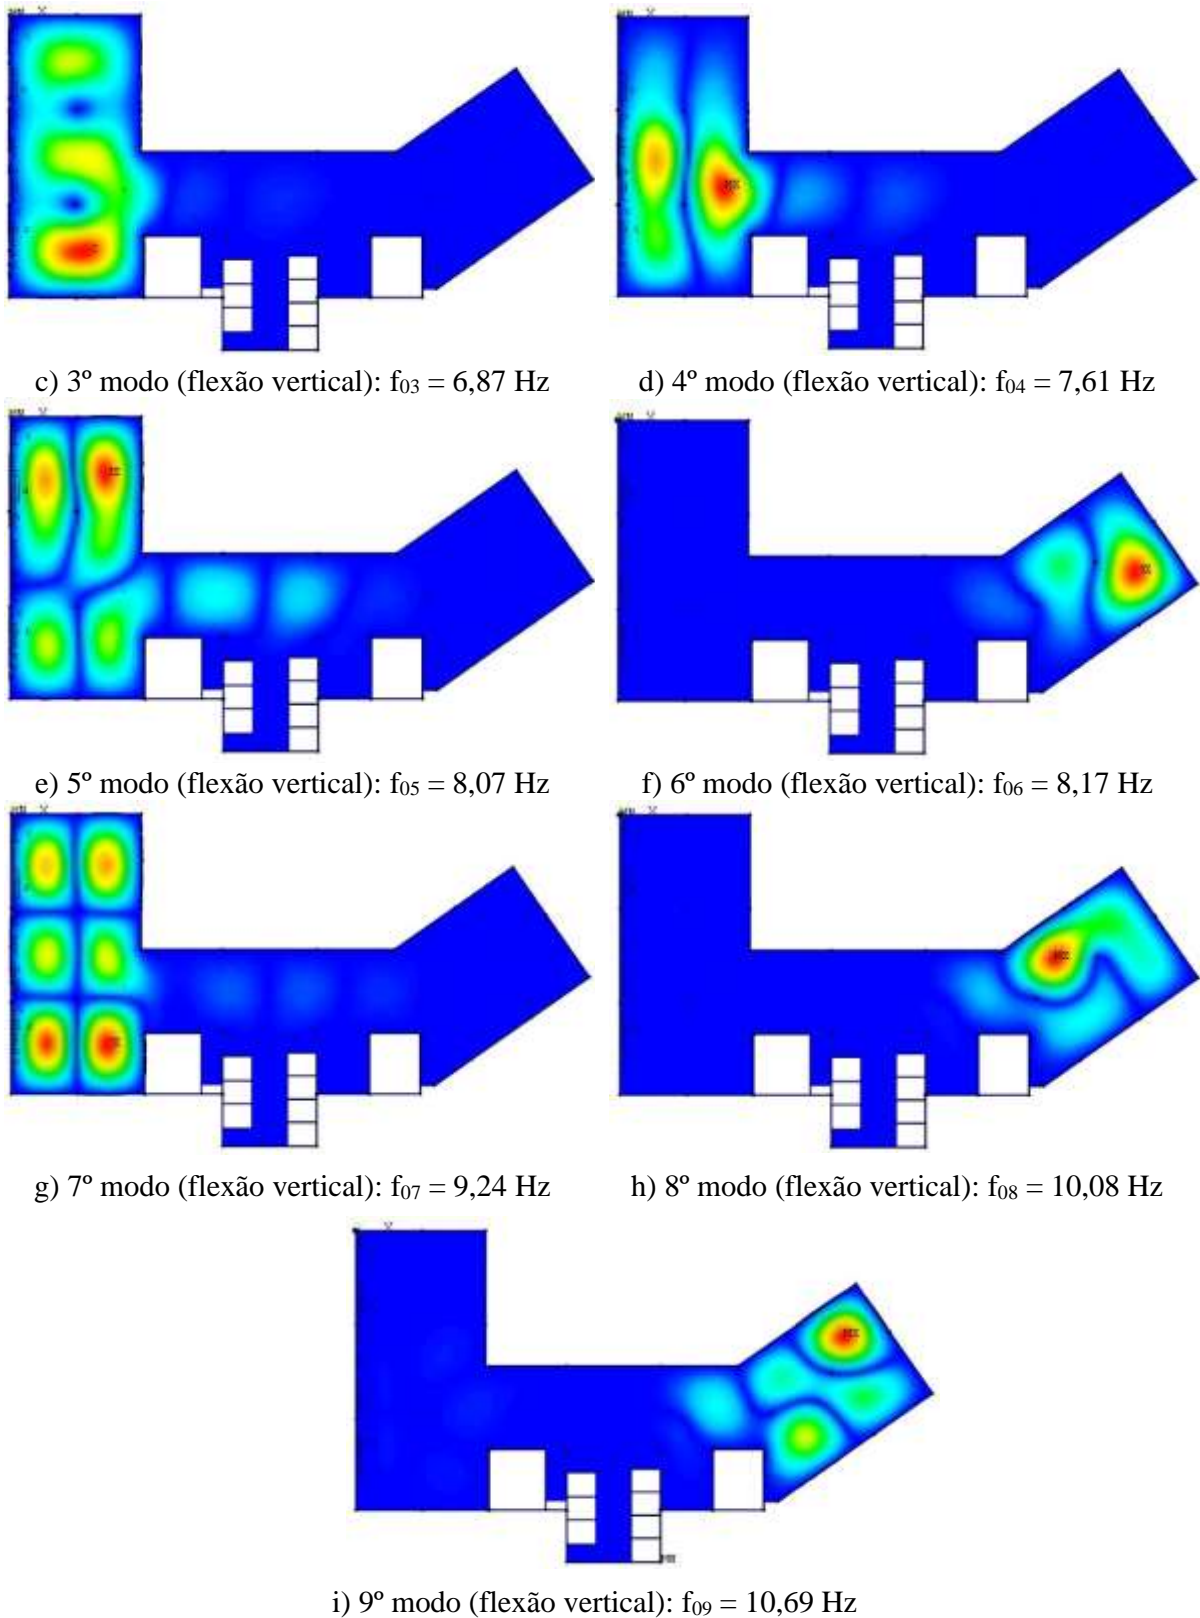 c) 3º modo (flexão vertical): f03 = 6,87 Hz
d) 4º modo (flexão vertical): f04 = 7,61 Hz
e) 5º modo (flexão vertical): f05 = 8,07 Hz
f) 6º modo (flexão vertical): f06 = 8,17 Hz
g) 7º modo (flexão vertical): f07 = 9,24 Hz
h) 8º modo (flexão vertical): f08 = 10,08 Hz
i) 9º modo (flexão vertical): f09 = 10,69 Hz